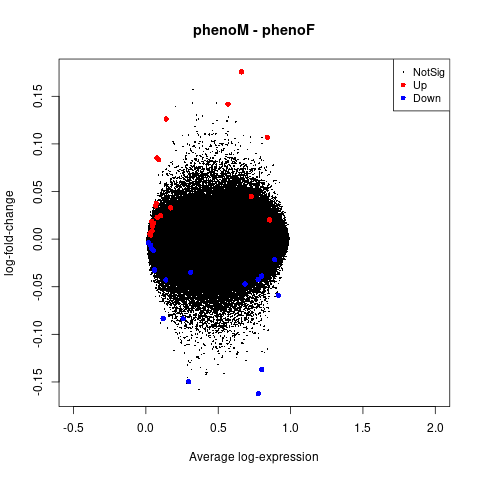 phenoM - phenoF
NotSig
Up
Down
log-fold-change
0.15
0.10
0.05
0.00
-0.05
-0.10
-0.15
-0.5 0.0 0.5 1.0 1.5 2.0
Average log-expression